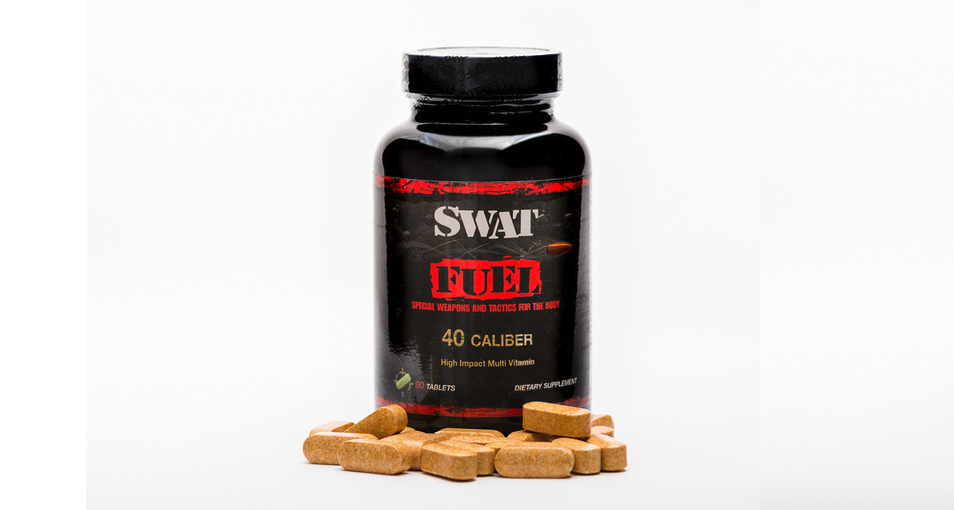 SWAT
FUEL
SPECIAL WEAPONS AND TACTICS FOR THE BODY
40 CALIBER
High Impact Multi Vitamin
90 TABLETS
DIETARY SUPPLEMENT